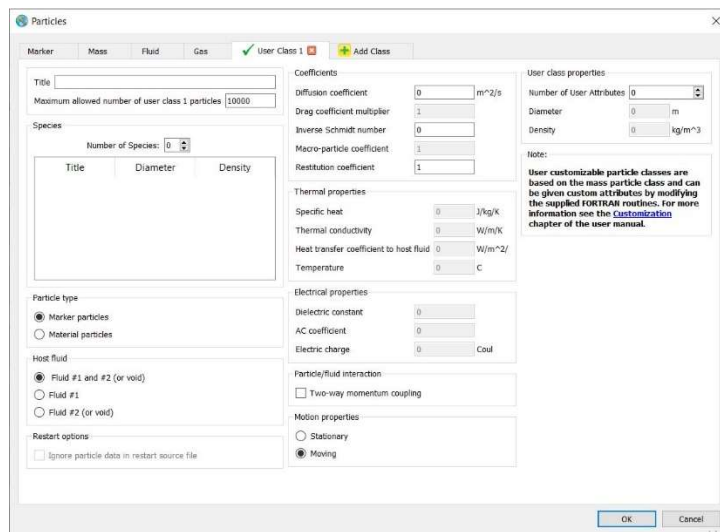 Particles
Marker
Mass
Fluid
Gas
User Class 1
Add Class
Title
Maximum allowed number of user class 1 particles 10000
Species
Number of Species: 0
Title Diameter Density
Particle type
Marker particles
Material particles
Host fluid
Fluid #1 and #2 (or void)
Fluid #1
Fluid #2 (or void)
Restart options
Ignore particle data in restart source file
Coefficients
Diffusion coefficient 0 m^2/s
Drag coefficient multiplier 1
Inverse Schmidt number 0
Macro-particle coefficient 1
Restitution coefficient 1
Thermal properties
Specific heat 0 J/kg/K
Thermal conductivity 0 W/m/K
Heat transfer coefficient to host fluid 0 W/m^2/
Temperature 0 C
Electrical properties
Dielectric constant 0
AC coefficient 0
Electric charge 0 Coul
Particle/fluid interaction
Two-way momentum coupling
Motion properties
Stationary
Moving
User class properties
Number of User Attributes 0
Diameter 0 m
Density 0 kg/m^3
Note:
User customizable particle classes are
based on the mass particle class and can
be given custom attributes by modifying
the supplied FORTRAN routines. For more
information see the Customization
chapter of the user manual.
OK
Cancel